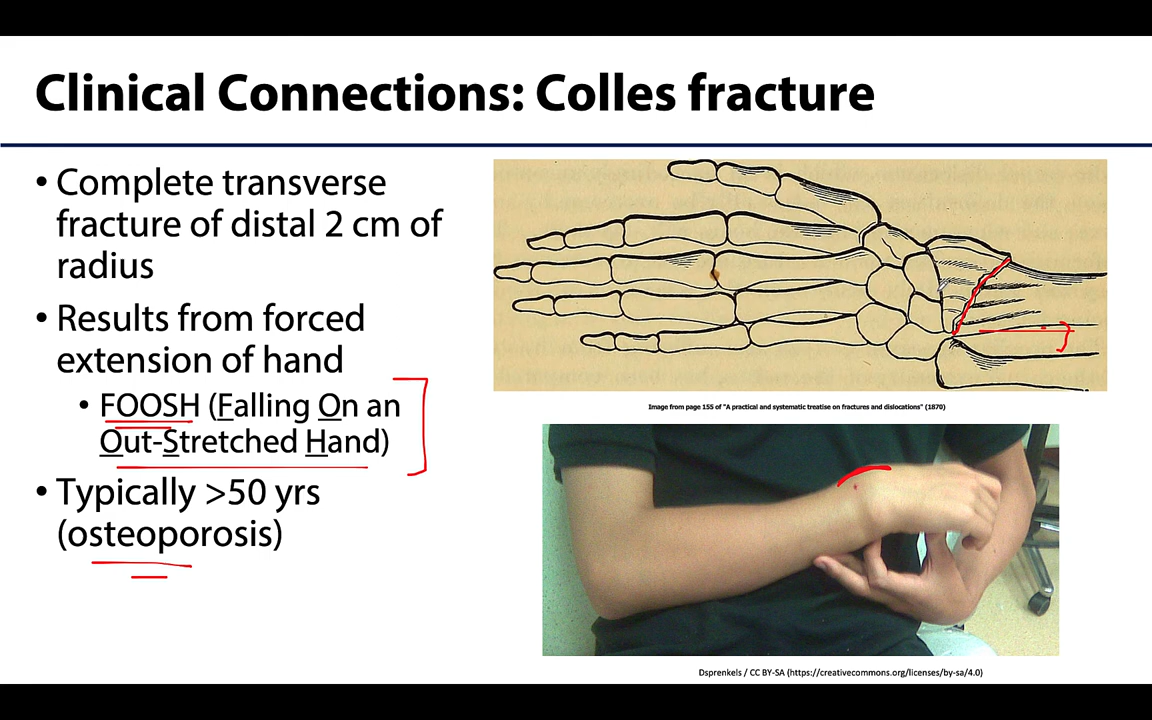 Clinical Connections: Colles fracture
• Complete transverse
fracture of distal 2 cm of
radius
• Results from forced
extension of hand
• FOOSH (Falling On an
Out-Stretched Hand)
• Typically >50 yrs
(osteoporosis)
Image from page 155 of "A practical and systematic treatise on fractures and dislocations" (1870)
Dsprenkels / CC BY-SA (https://creativecommons.org/licenses/by-sa/4.0)